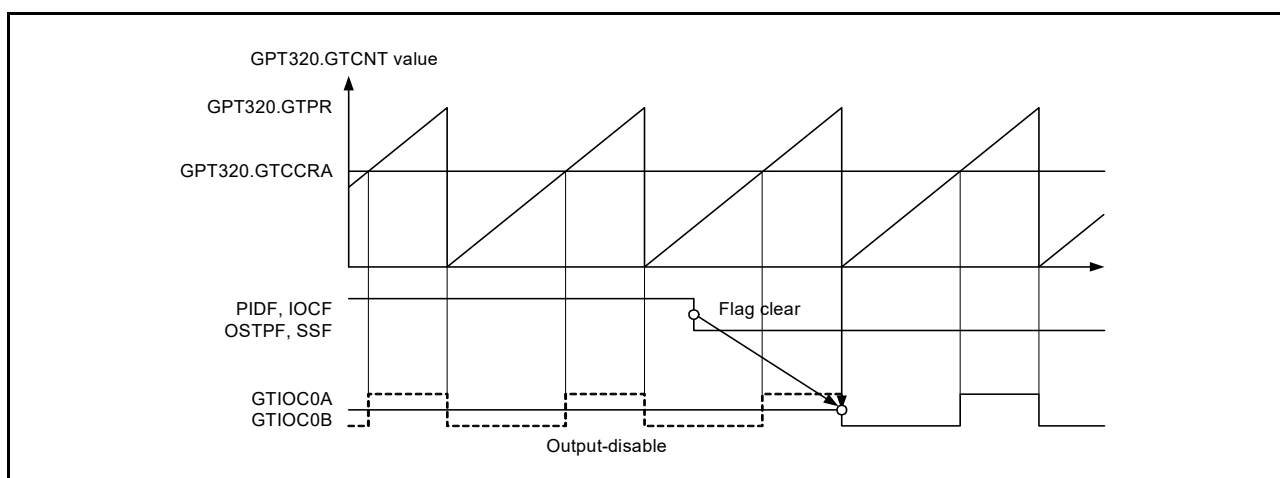 GPT320.GTCNT value
GPT320.GTPR
GPT320.GTCCRA
PIDF, IOCF
Flag clear
OSTPF, SSF
GTIOC0A
GTIOC0B
Output-disable